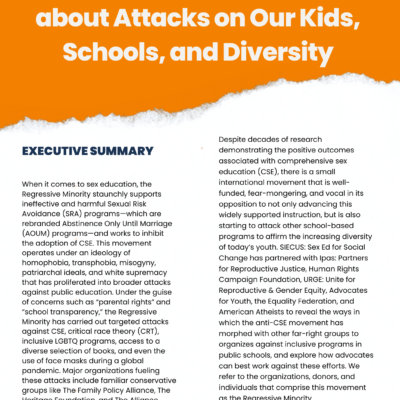 about Attacks on Our Kids,
Schools, and Diversity
EXECUTIVE SUMMARY
When it comes to sex education, the
Regressive Minority staunchly supports
ineffective and harmful Sexual Risk
Avoidance (SRA) programs—which are
rebranded Abstinence Only Until Marriage
(AOUM) programs—and works to inhibit
the adoption of CSE. This movement
operates under an ideology of
homophobia, transphobia, misogyny,
patriarchal ideals, and white supremacy
that has proliferated into broader attacks
against public education. Under the guise
of concerns such as “parental rights” and
“school transparency,” the Regressive
Minority has carried out targeted attacks
against CSE, critical race theory (CRT),
inclusive LGBTQ programs, access to a
diverse selection of books, and even the
use of face masks during a global
pandemic. Major organizations fueling
these attacks include familiar conservative
groups like The Family Policy Alliance, The
Heritage Foundation, and The Alliance
Despite decades of research
demonstrating the positive outcomes
associated with comprehensive sex
education (CSE), there is a small
international movement that is well-
funded, fear-mongering, and vocal in its
opposition to not only advancing this
widely supported instruction, but is also
starting to attack other school-based
programs to affirm the increasing diversity
of today’s youth. SIECUS: Sex Ed for Social
Change has partnered with Ipas: Partners
for Reproductive Justice, Human Rights
Campaign Foundation, URGE: Unite for
Reproductive & Gender Equity, Advocates
for Youth, the Equality Federation, and
American Atheists to reveal the ways in
which the anti-CSE movement has
morphed with other far-right groups to
organizes against inclusive programs in
public schools, and explore how advocates
can best work against these efforts. We
refer to the organizations, donors, and
individuals that comprise this movement
as the Regressive Minority